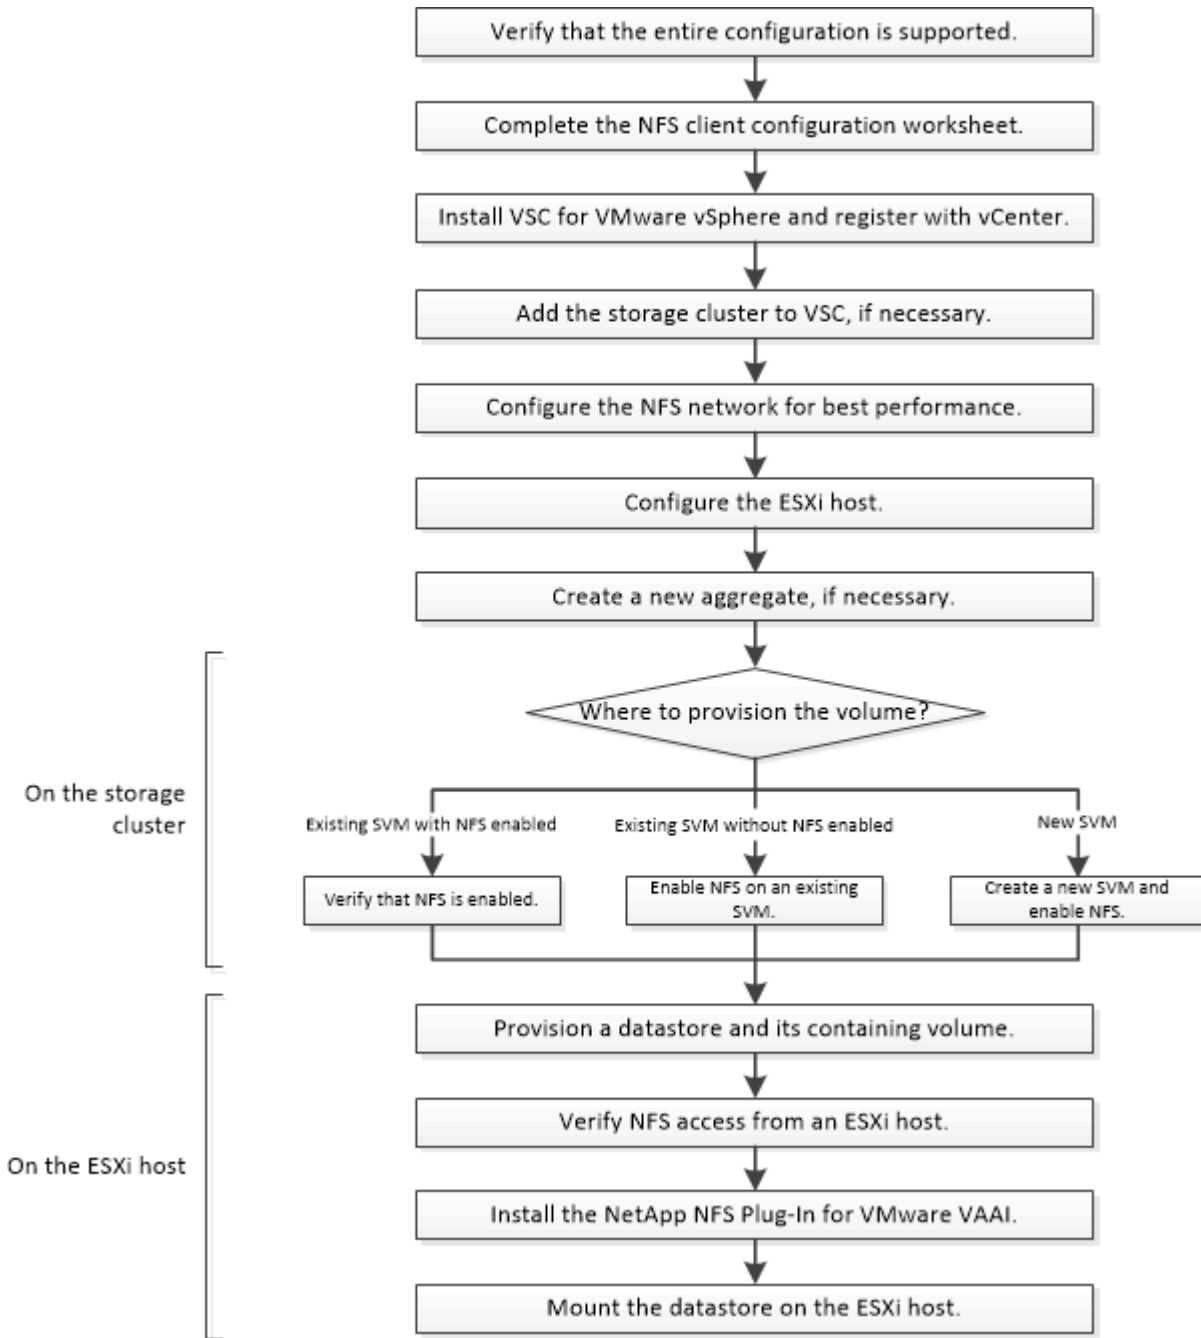 Verify that the entire configuration is supported.
Complete the NFS client configuration worksheet.
Install VSC for VMware vSphere and register with vCenter.
Add the storage cluster to VSC, if necessary.
Configure the NFS network for best performance.
Configure the ESXi host.
Create a new aggregate, if necessary.
Where to provision the volume?
On the storage
cluster
Existing SVM with NFS enabled
Existing SVM without NFS enabled
New SVM
Verify that NFS is enabled.
Enable NFS on an existing
SVM.
Create a new SVM and
enable NFS.
Provision a datastore and its containing volume.
Verify NFS access from an ESXi host.
On the ESXi host
Install the NetApp NFS Plug-In for VMware VAAI.
Mount the datastore on the ESXi host.